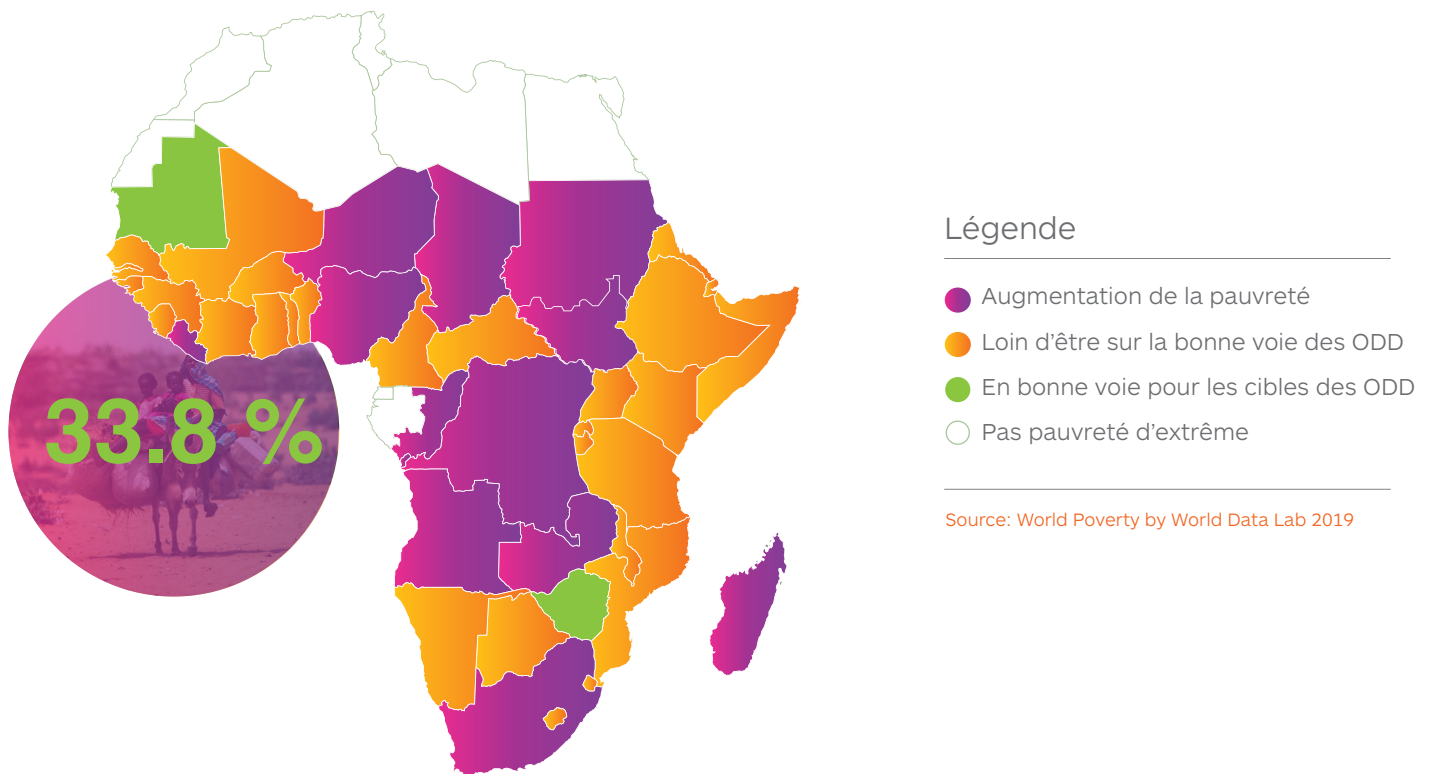 33.8 %
Légende
Augmentation de la pauvreté
Loin d'être sur la bonne voie des ODD
En bonne voie pour les cibles des ODD
Pas pauvreté d'extrême
Source: World Poverty by World Data Lab 2019